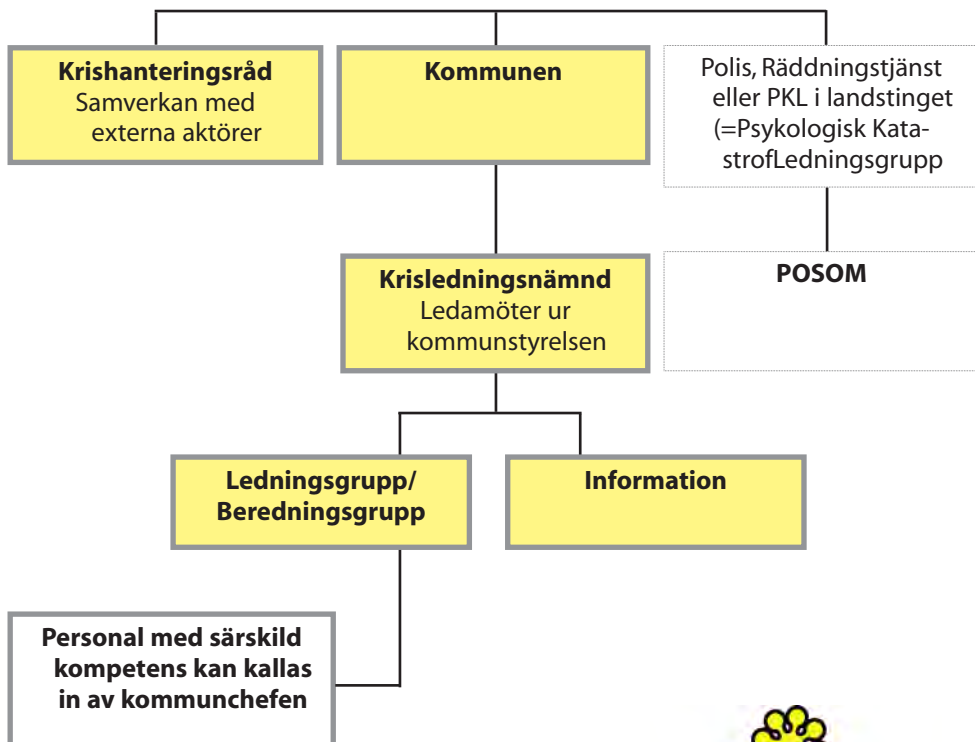 Krishanteringsråd
Samverkan med
externa aktörer
Kommunen
Polis, Räddningstjänst
eller PKL i landstinget
(=Psykologisk Kata-
strofLedningsgrupp
Krisledningsnämnd
Ledamöter ur
kommunstyrelsen
POSOM
Ledningsgrupp/
Beredningsgrupp
Information
Personal med särskild
kompetens kan kallas
in av kommunchefen